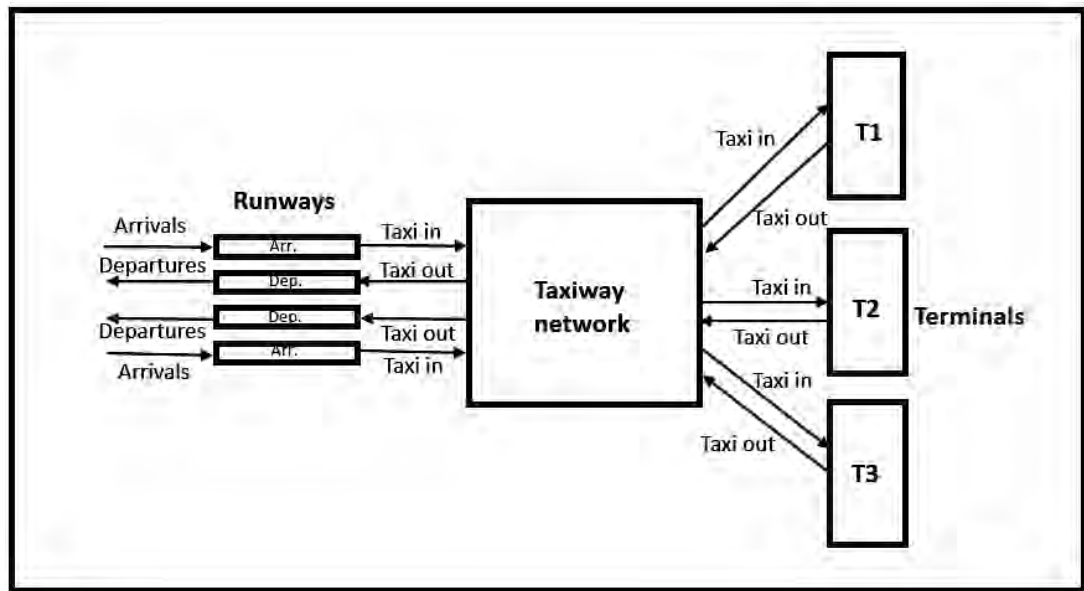 Runways
Arrivals
Arr.
Taxi in
Departures
Dep.
Taxi out
Departures
Dep.
Taxi out
Arrivals
Arr.
Taxi in
Taxiway
network
Taxi in
T1
Taxi out
Taxi in
T2
Taxi out
Terminals
Taxi in
Taxi out
T3